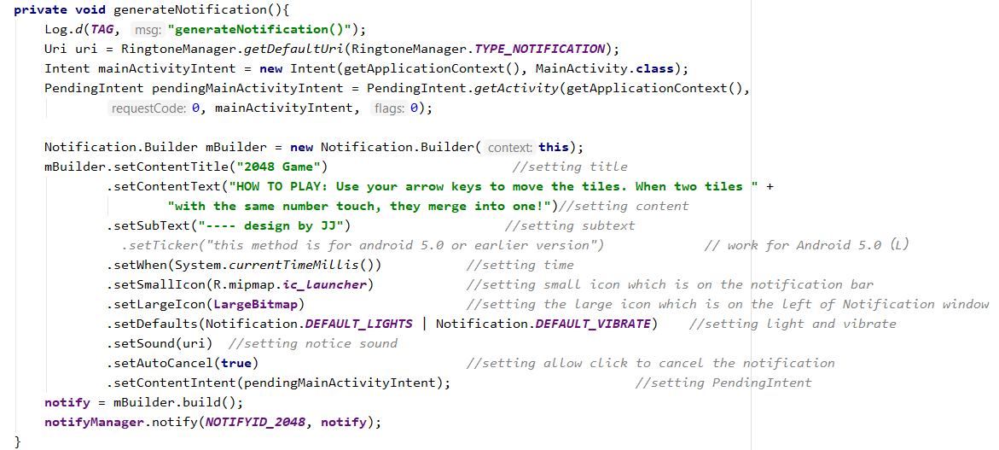 private void generateNotification(){
Log.d(TAG, msg: "generateNotification()");
Uri uri = RingtoneManager.getDefaultUri(RingtoneManager.TYPE_NOTIFICATION);
Intent mainActivityIntent = new Intent(getApplicationContext(), MainActivity.class);
PendingIntent pendingMainActivityIntent = PendingIntent.getActivity(getApplicationContext(),
requestCode: 0, mainActivityIntent, flags: 0);
Notification.Builder mBuilder = new Notification.Builder( context: this);
mBuilder.setContentTitle("2048 Game") //setting title
.setContentText("HOW TO PLAY: Use your arrow keys to move the tiles. When two tiles " +
"with the same number touch, they merge into one!")//setting content
.setSubText("---- design by JJ") //setting subtext
.setTicker("this method is for android 5.0 or earlier version") // work for Android 5.0 (L)
.setWhen(System.currentTimeMillis()) //setting time
.setSmallIcon(R.mipmap.ic_launcher) //setting small icon which is on the notification bar
.setLargeIcon(LargeBitmap) //setting the large icon which is on the left of Notification window
.setDefaults(Notification.DEFAULT_LIGHTS | Notification.DEFAULT_VIBRATE) //setting light and vibrate
.setSound(uri) //setting notice sound
.setAutoCancel(true) //setting allow click to cancel the notification
.setContentIntent(pendingMainActivityIntent); //setting PendingIntent
notify = mBuilder.build();
notifyManager.notify(NOTIFYID_2048, notify);
}